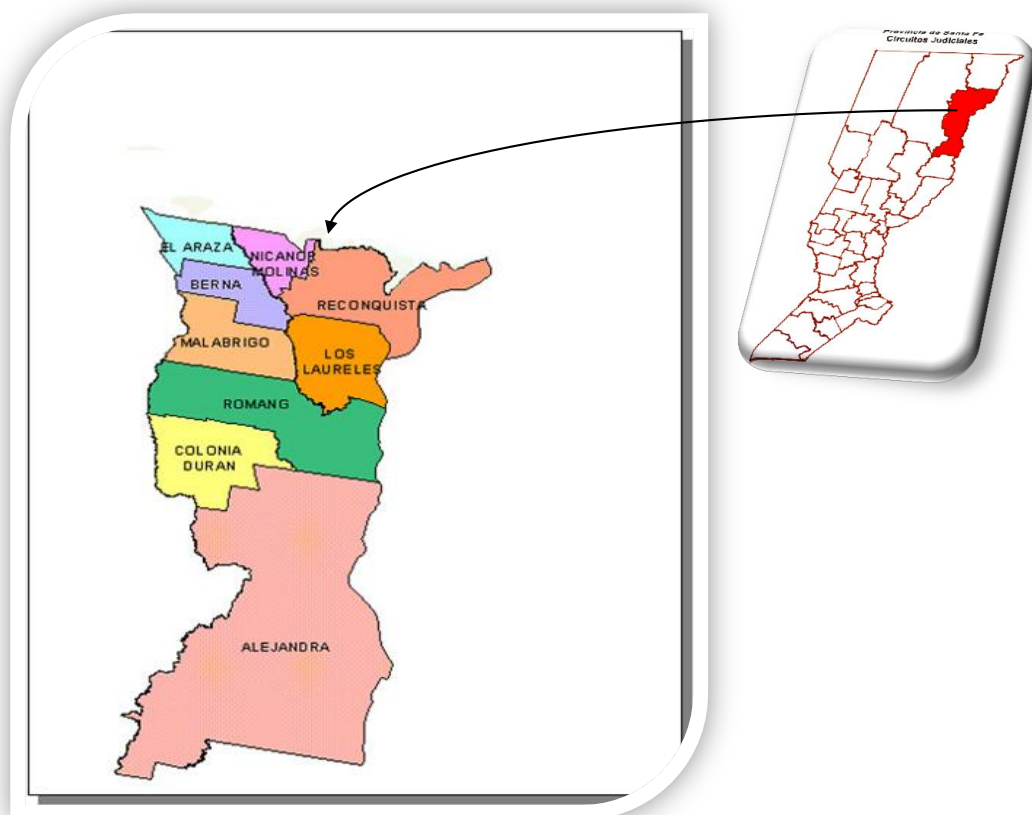 Provincia de Santa Fe
Circuitos Judiciales
EL ARAZA
NICANOR
MOLINAS
BERNA
RECONQUISTA
MALABRIGO
LOS
LAURELES
ROMANG
COLONIA
DURAN
ALEJANDRA